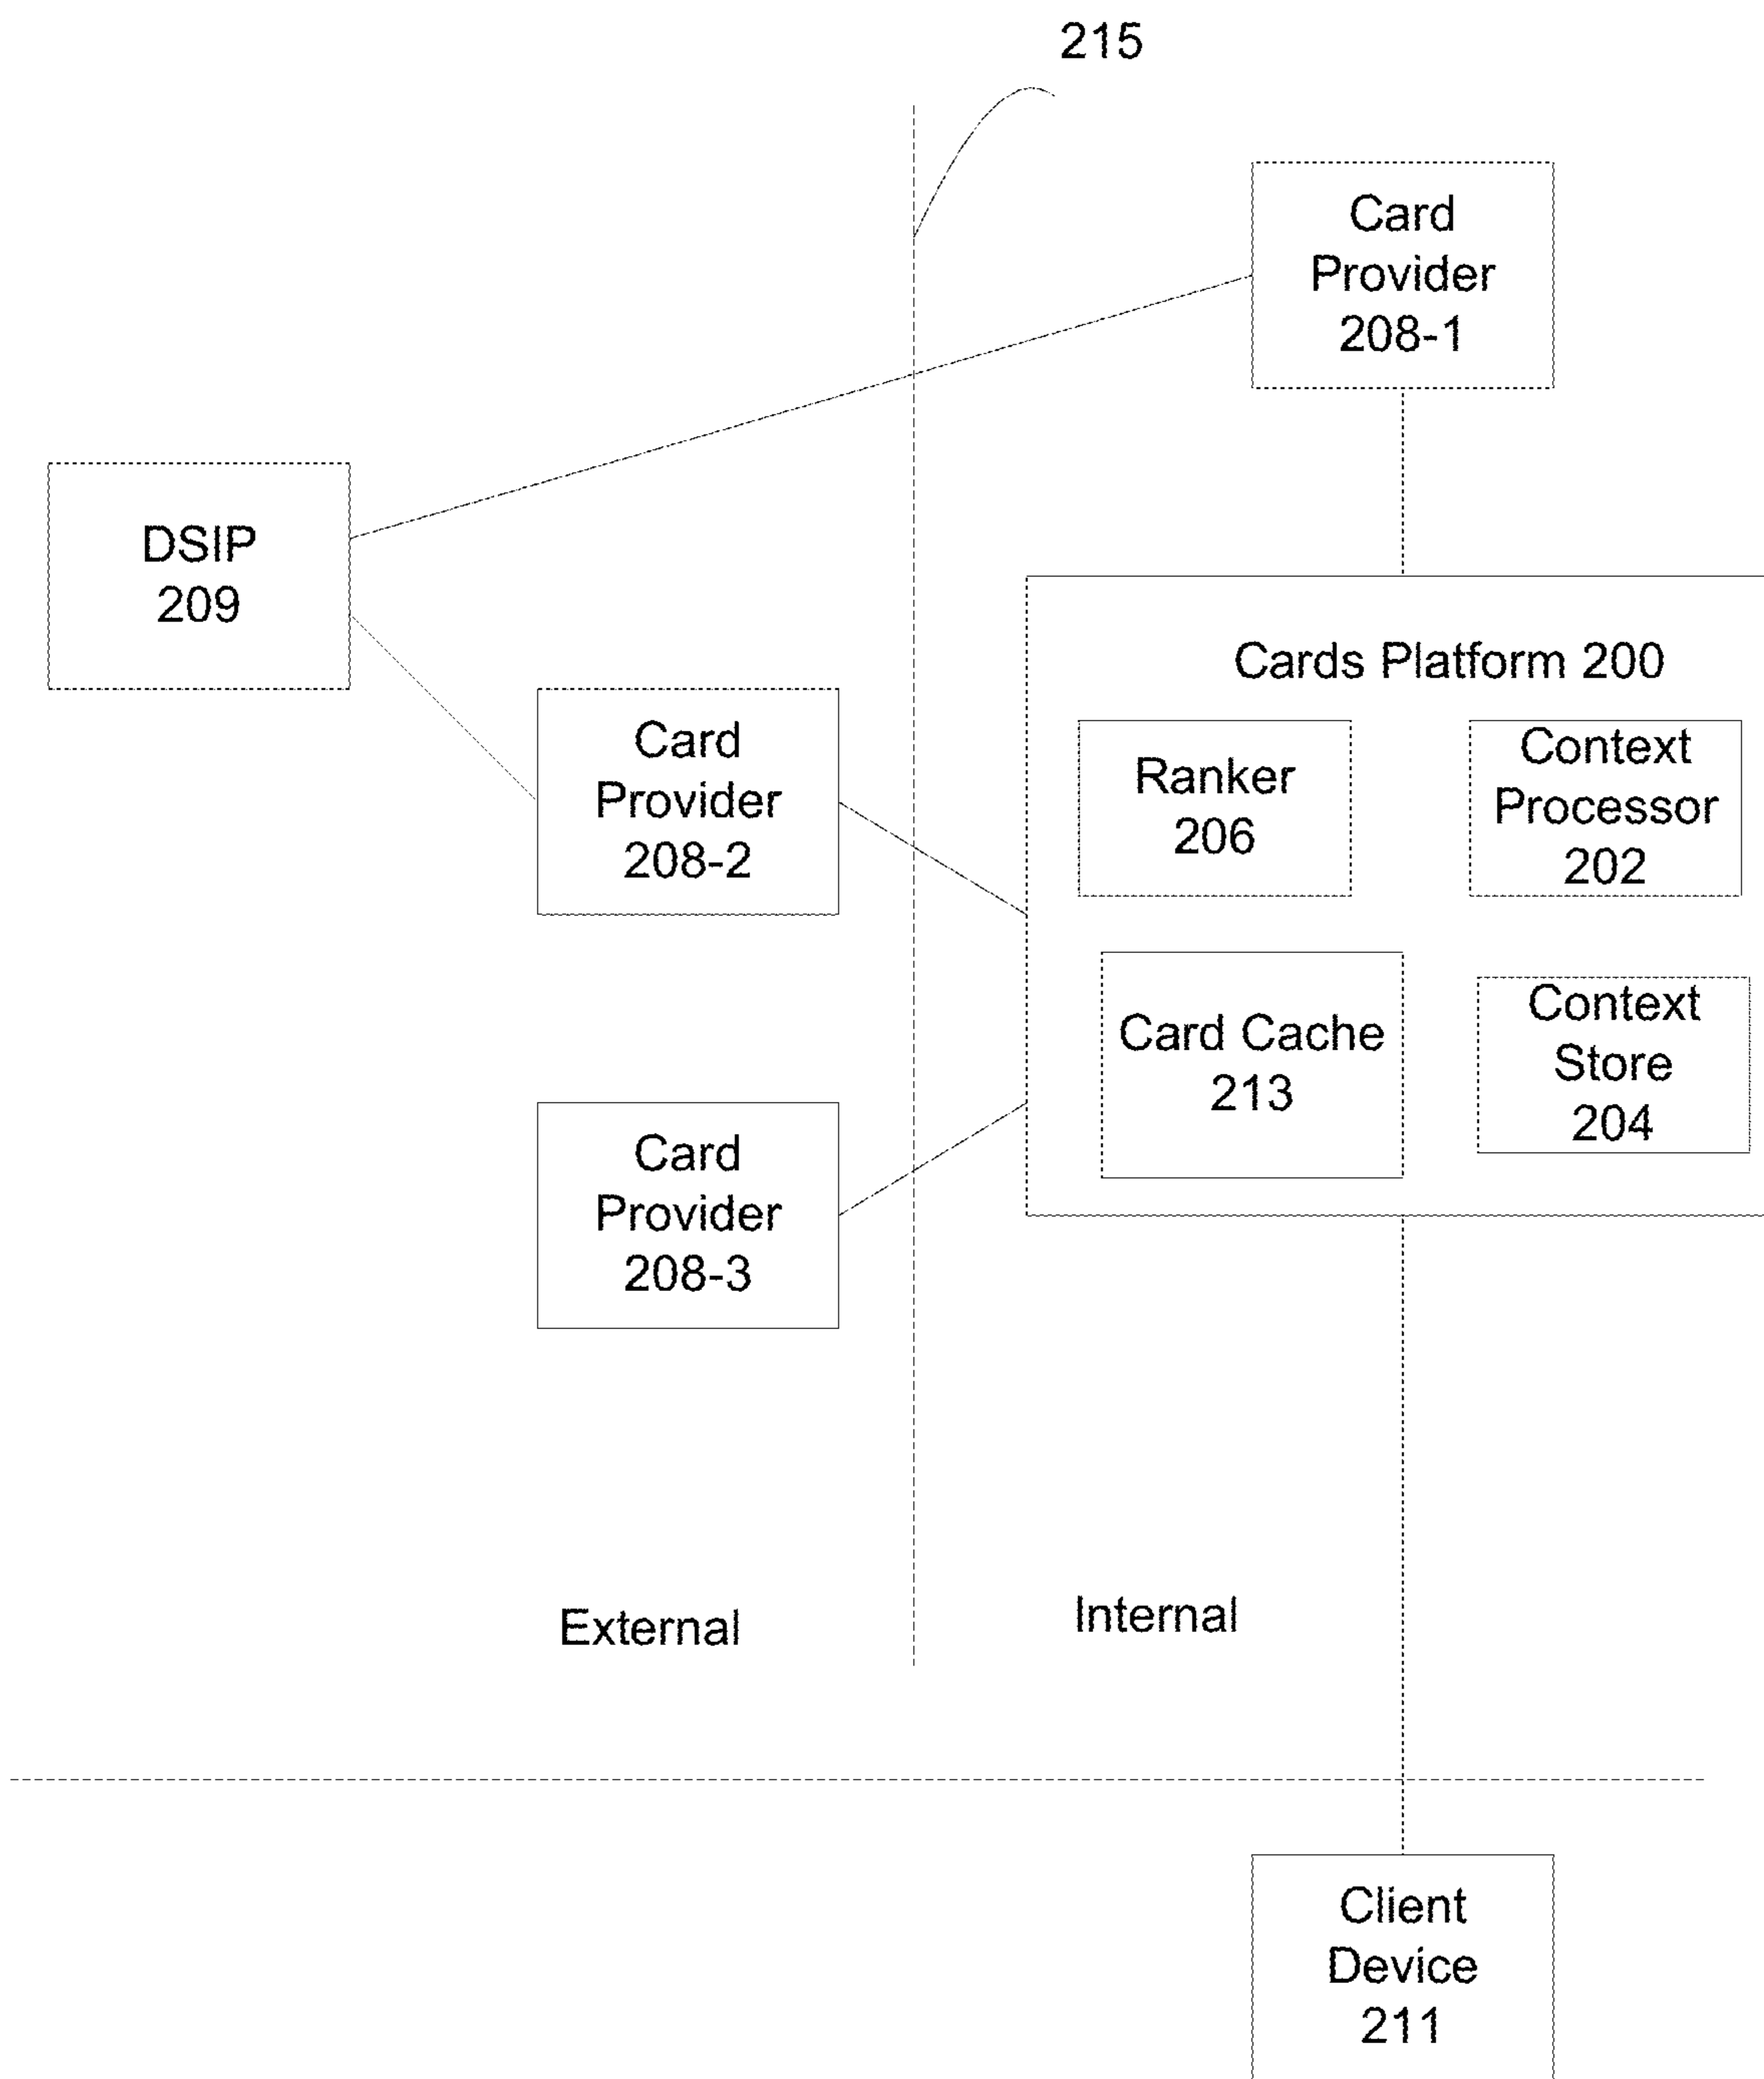 215
Card
Provider
208-1
DSIP
209
Cards Platform 200
Card
Provider
208-2
Ranker
206
Context
Processor
202
Card Cache
213
Context
Store
204
Card
Provider
208-3
External
Internal
Client
Device
211